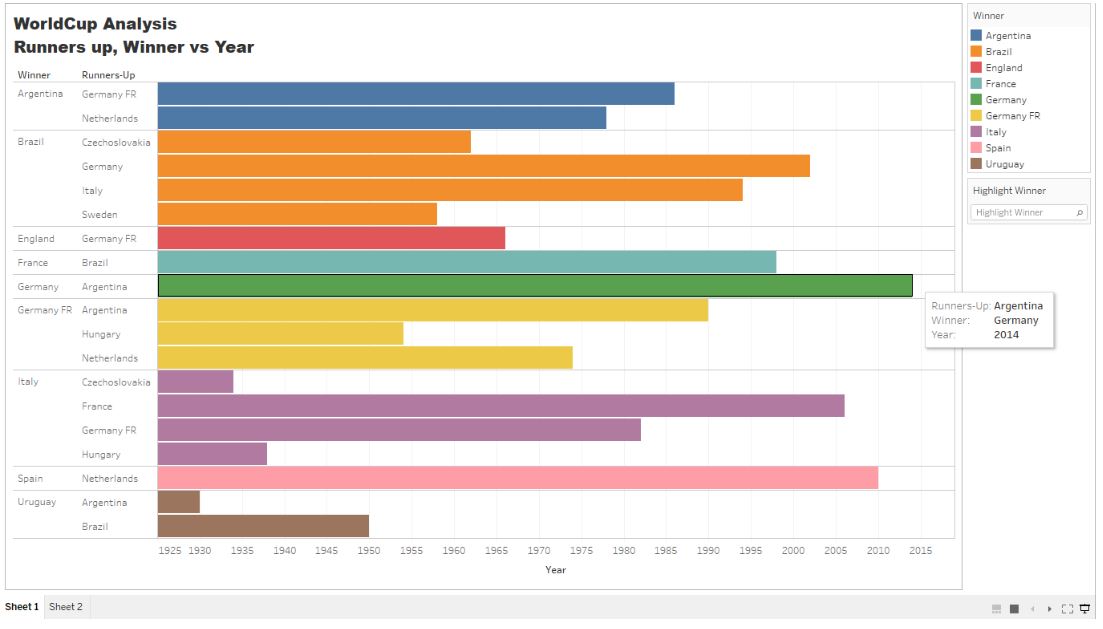 WorldCup Analysis
Runners up, Winner vs Year
Winner Runners-Up
Argentina Germany FR
Netherlands
Brazil Czechoslovakia
Germany
Italy
Sweden
England Germany FR
France Brazil
Germany Argentina
Germany FR Argentina
Hungary
Netherlands
Italy Czechoslovakia
France
Germany FR
Hungary
Spain Netherlands
Uruguay Argentina
Brazil
1925 1930 1935 1940 1945 1950 1955 1960 1965 1970 1975 1980 1985 1990 1995 2000 2005 2010 2015
Year
Runners-Up: Argentina
Winner: Germany
Year: 2014
Winner
Argentina
Brazil
England
France
Germany
Germany FR
Italy
Spain
Uruguay
Highlight Winner
Highlight Winner
Sheet 1 Sheet 2